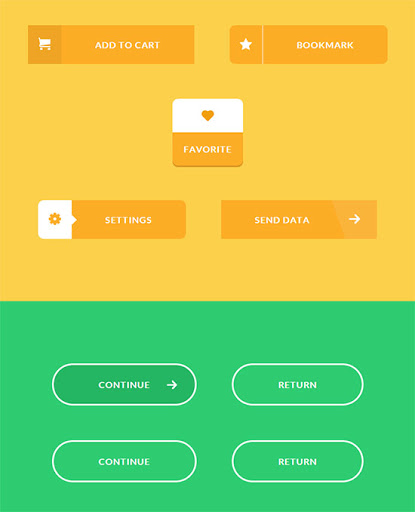 ADD TO CART
BOOKMARK
FAVORITE
SETTINGS
SEND DATA
CONTINUE
RETURN
CONTINUE
RETURN